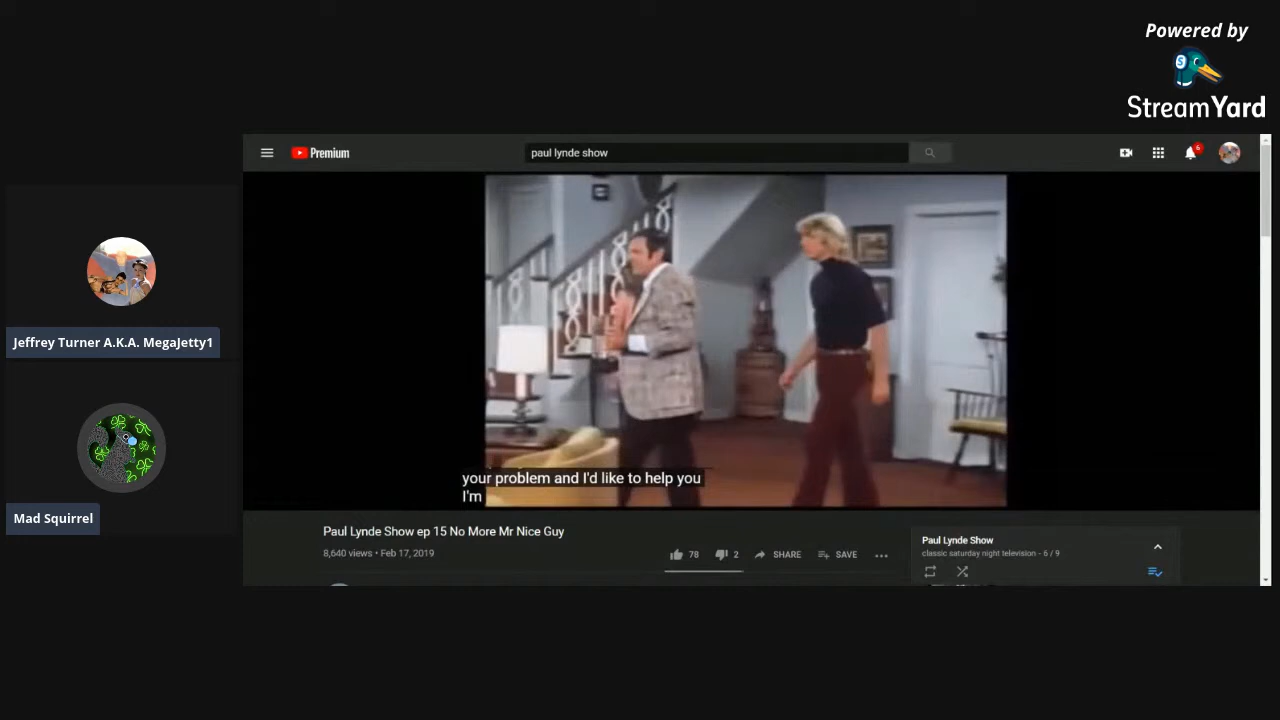 Powered by
StreamYard
Premium
paul lynde show
6
Jeffrey Turner A.K.A. MegaJetty1
Mad Squirrel
your problem and I'd like to help you
I'm
Paul Lynde Show ep 15 No More Mr Nice Guy
8,640 views • Feb 17, 2019
78
2
SHARE
SAVE
Paul Lynde Show
classic saturday night television - 6 / 9